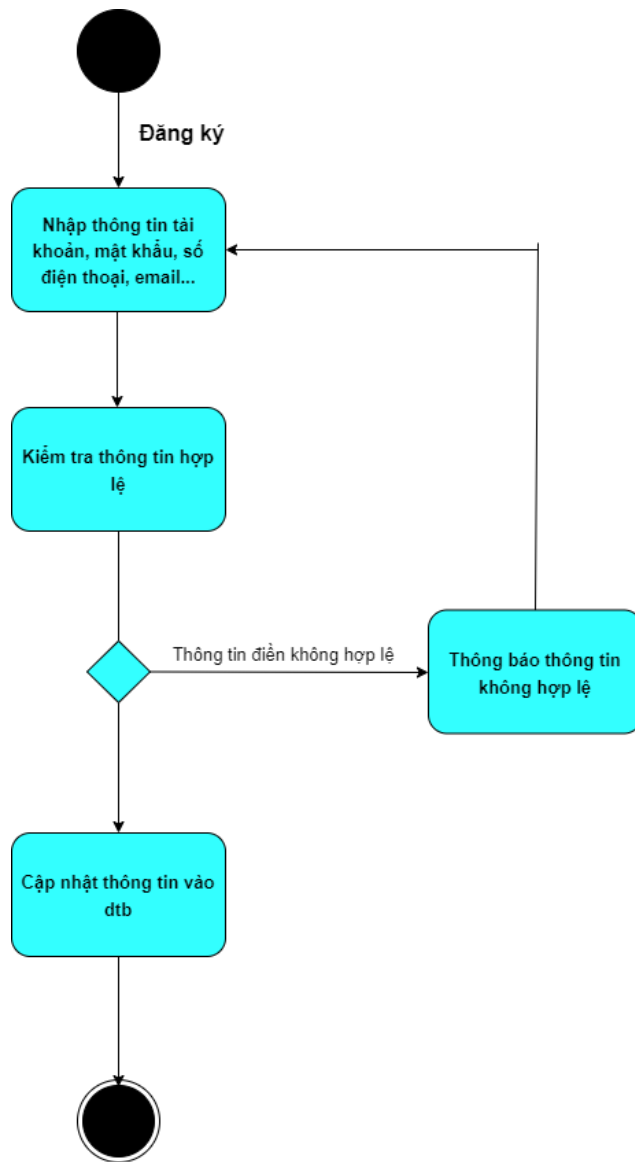 Đăng ký
Nhập thông tin tài
khoản, mật khẩu, số
điện thoại, email...
Kiểm tra thông tin hợp
lệ
Thông tin điền không hợp lệ
Thông báo thông tin
không hợp lệ
Cập nhật thông tin vào
dtb